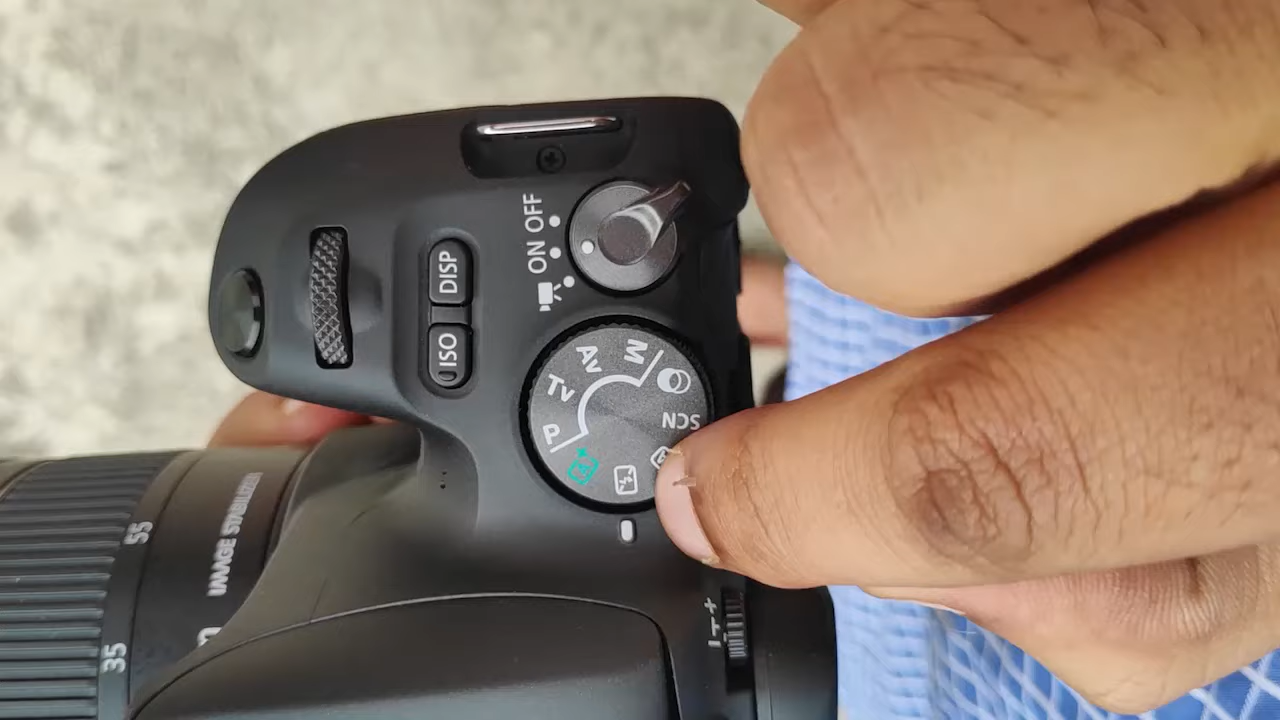 OFF
ON
DISP
ISO
M
Av
Tv
P
SCN
A+
IMAGE STABILIZER
55
35
- +